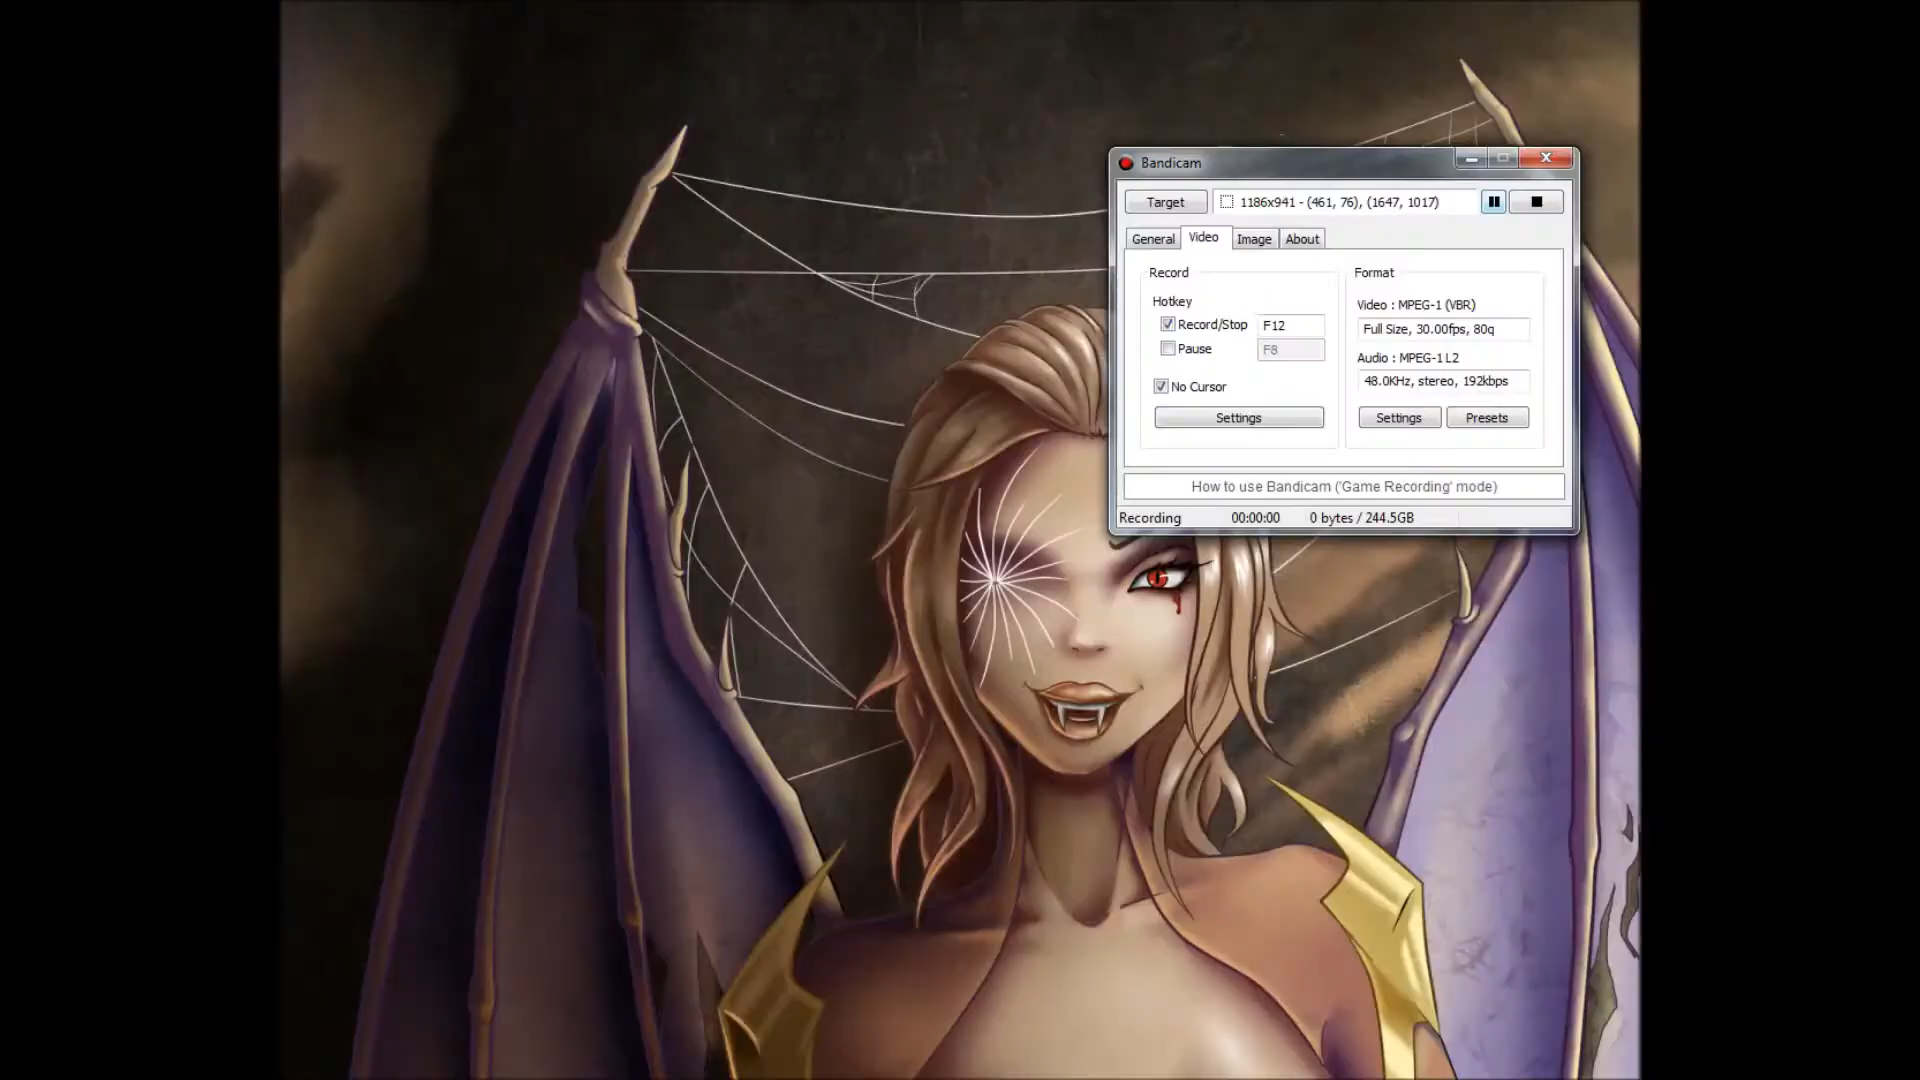 Bandicam
Target
1186x941 - (461, 76), (1647, 1017)
General
Video
Image
About
Record
Hotkey
Record/Stop
F12
Pause
F8
No Cursor
Settings
Format
Video : MPEG-1 (VBR)
Full Size, 30.00fps, 80q
Audio : MPEG-1 L2
48.0KHz, stereo, 192kbps
Settings
Presets
How to use Bandicam ('Game Recording' mode)
Recording
00:00:00
0 bytes / 244.5GB